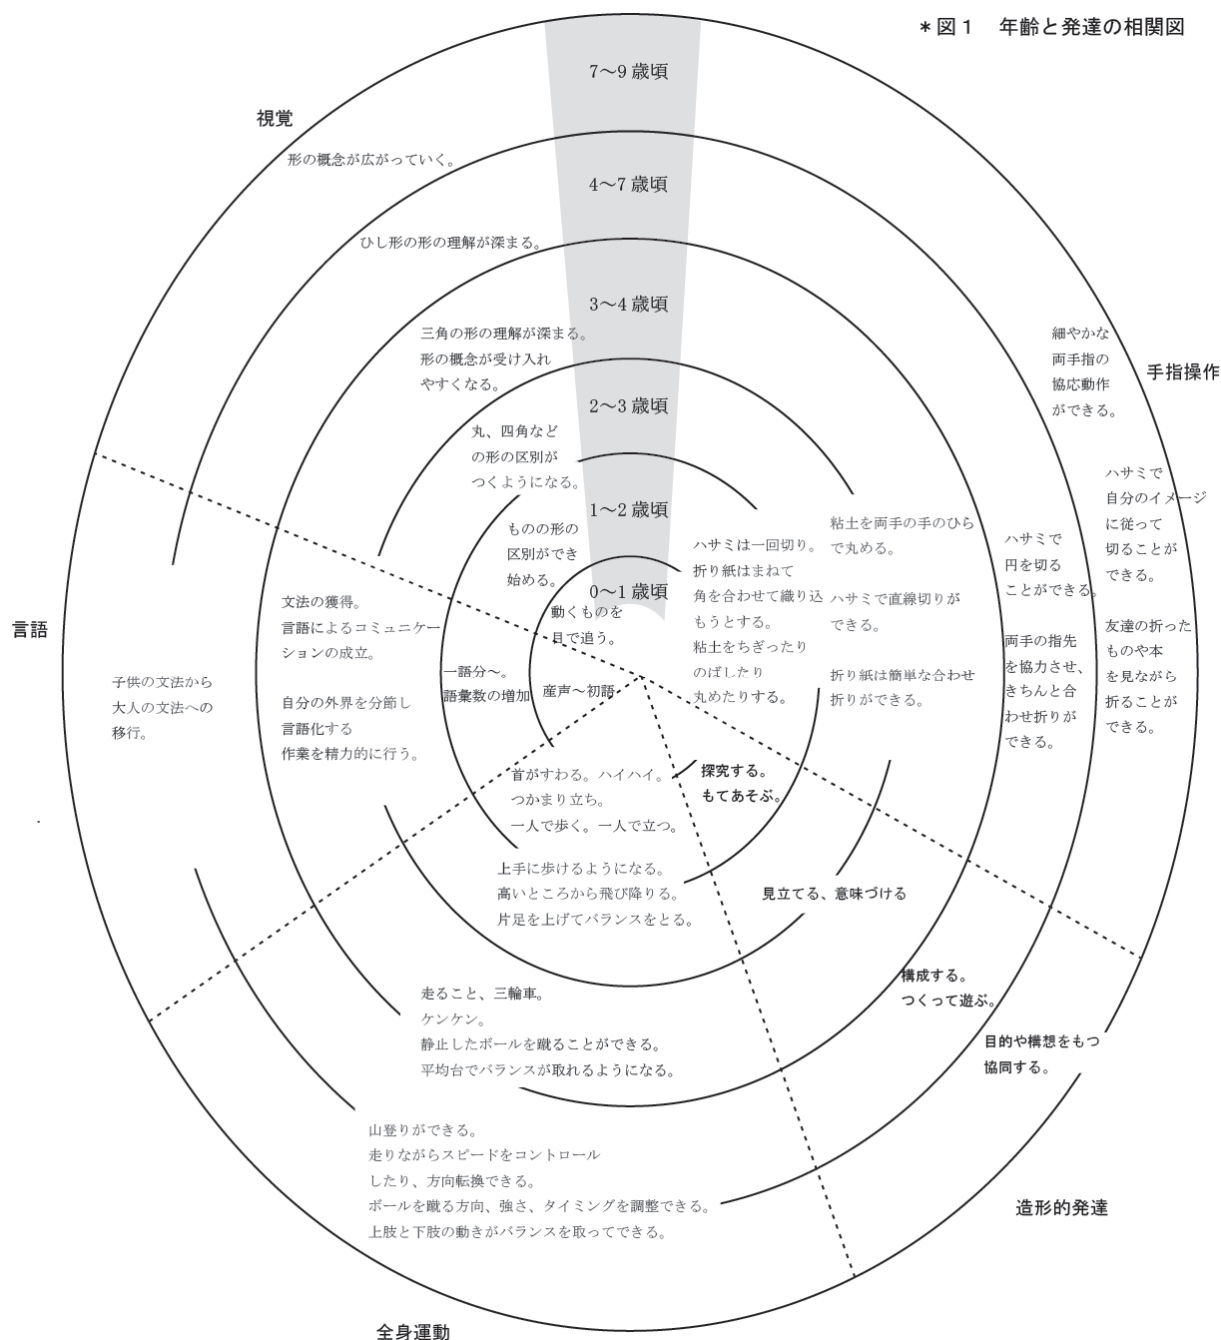 ＊図１　年齢と発達の相関図
7〜9 歳頃
4〜7 歳頃
3〜4 歳頃
2〜3 歳頃
1〜2 歳頃
0〜1 歳頃
視覚
形の概念が広がっていく。
ひし形の形の理解が深まる。
三角の形の理解が深まる。
形の概念が受け入れ
やすくなる。
丸、四角など
の形の区別が
つくようになる。
ものの形の
区別ができ
始める。
動くものを
目で追う。
手指操作
細やかな
両手指の
協応動作
ができる。
ハサミで
自分のイメージ
に従って
切ることが
できる。
友達の折った
ものや本
を見ながら
折ることが
できる。
ハサミで
円を切る
ことができる。
両手の指先
を協力させ、
きちんと合
わせ折りが
できる。
粘土を両手の手のひら
で丸める。
ハサミで直線切りが
できる。
折り紙は簡単な合わせ
折りができる。
ハサミは一回切り。
折り紙はまねて
角を合わせて織り込
もうとする。
粘土をちぎったり
のばしたり
丸めたりする。
言語
子供の文法から
大人の文法への
移行。
文法の獲得。
言語によるコミュニケー
ションの成立。
自分の外界を分節し
言語化する
作業を精力的に行う。
一語分〜。
語彙数の増加
産声〜初語
首がすわる。ハイハイ。
つかまり立ち。
一人で歩く。一人で立つ。
上手に歩けるようになる。
高いところから飛び降りる。
片足を上げてバランスをとる。
走ること、三輪車。
ケンケン。
静止したボールを蹴ることができる。
平均台でバランスが取れるようになる。
山登りができる。
走りながらスピードをコントロール
したり、方向転換できる。
ボールを蹴る方向、強さ、タイミングを調整できる。
上肢と下肢の動きがバランスを取ってできる。
全身運動
探究する。
もてあそぶ。
見立てる、意味づける
構成する。
つくって遊ぶ。
目的や構想をもつ
協同する。
造形的発達